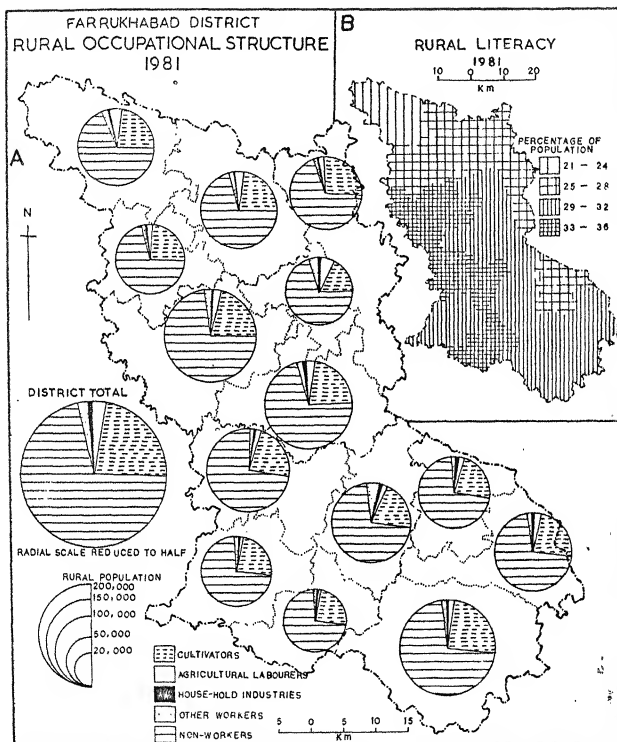 FARRUKHABAD DISTRICT
RURAL OCCUPATIONAL STRUCTURE
1981
A
N
DISTRICT TOTAL
RADIAL SCALE REDUCED TO HALF
RURAL POPULATION
200,000
150,000
100,000
50,000
20,000
CULTIVATORS
AGRICULTURAL LABOURERS
HOUSE-HOLD INDUSTRIES
OTHER WORKERS
NON-WORKERS
5 0 5 10 15
Km
B
RURAL LITERACY
1981
10 0 10 20
Km
PERCENTAGE OF
POPULATION
21 - 24
25 - 28
29 - 32
33 - 36